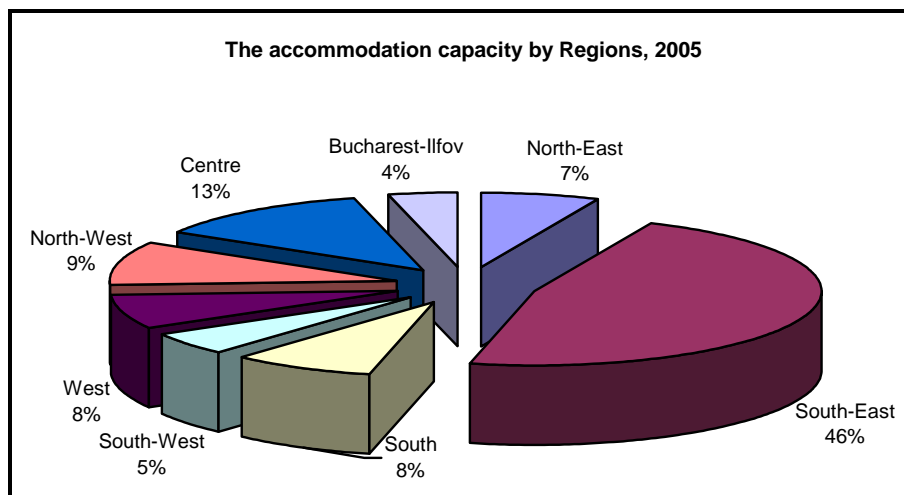 The accommodation capacity by Regions, 2005
Bucharest-Ilfov
4%
North-East
7%
Centre
13%
North-West
9%
West
8%
South-West
5%
South
8%
South-East
46%